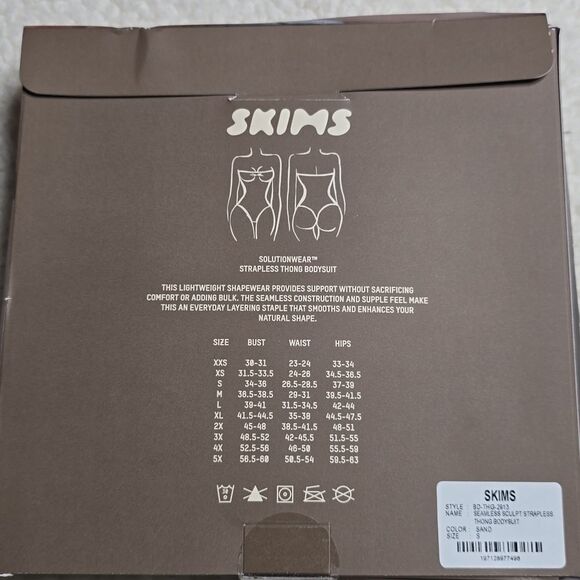 SKIMS
SOLUTIONWEAR™
STRAPLESS THONG BODYSUIT
THIS LIGHTWEIGHT SHAPEWEAR PROVIDES SUPPORT WITHOUT SACRIFICING
COMFORT OR ADDING BULK. THE SEAMLESS CONSTRUCTION AND SUPPLE FEEL MAKE
THIS AN EVERYDAY LAYERING STAPLE THAT SMOOTHS AND ENHANCES YOUR
NATURAL SHAPE.
SIZE BUST WAIST HIPS
XXS 30-31 23-24 33-34
XS 31.5-33.5 24-26 34.5-36.5
S 34-36 26.5-28.5 37-39
M 36.5-38.5 29-31 39.5-41.5
L 39-41 31.5-34.5 42-44
XL 41.5-44.5 35-38 44.5-47.5
2X 45-48 38.5-41.5 48-51
3X 48.5-52 42-45.5 51.5-55
4X 52.5-56 46-50 55.5-59
5X 56.5-60 50.5-54 59.5-63
30
SKIMS
STYLE : BD-THG-2913
NAME : SEAMLESS SCULPT STRAPLESS
THONG BODYSUIT
COLOR : SAND
SIZE : S
197128977496